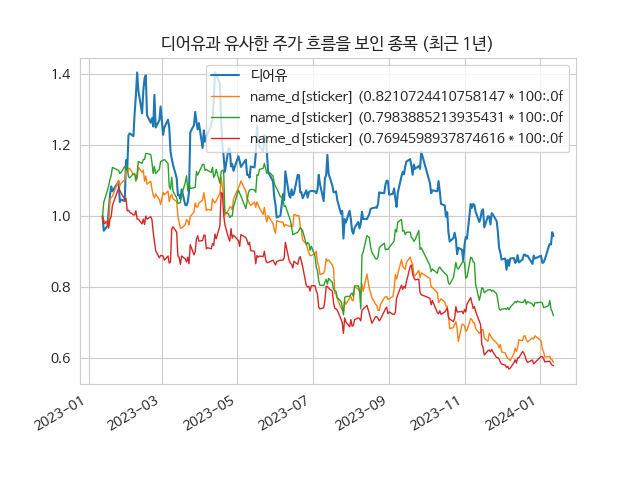 디어유과 유사한 주가 흐름을 보인 종목 (최근 1년)
1.4
1.2
1.0
0.8
0.6
디어유
name_d[sticker] (0.8210724410758147 * 100:.0f
name_d[sticker] (0.7983885213935431 * 100:.0f
name_d[sticker] (0.7694598937874616 * 100:.0f
2023-01
2023-03
2023-05
2023-07
2023-09
2023-11
2024-01